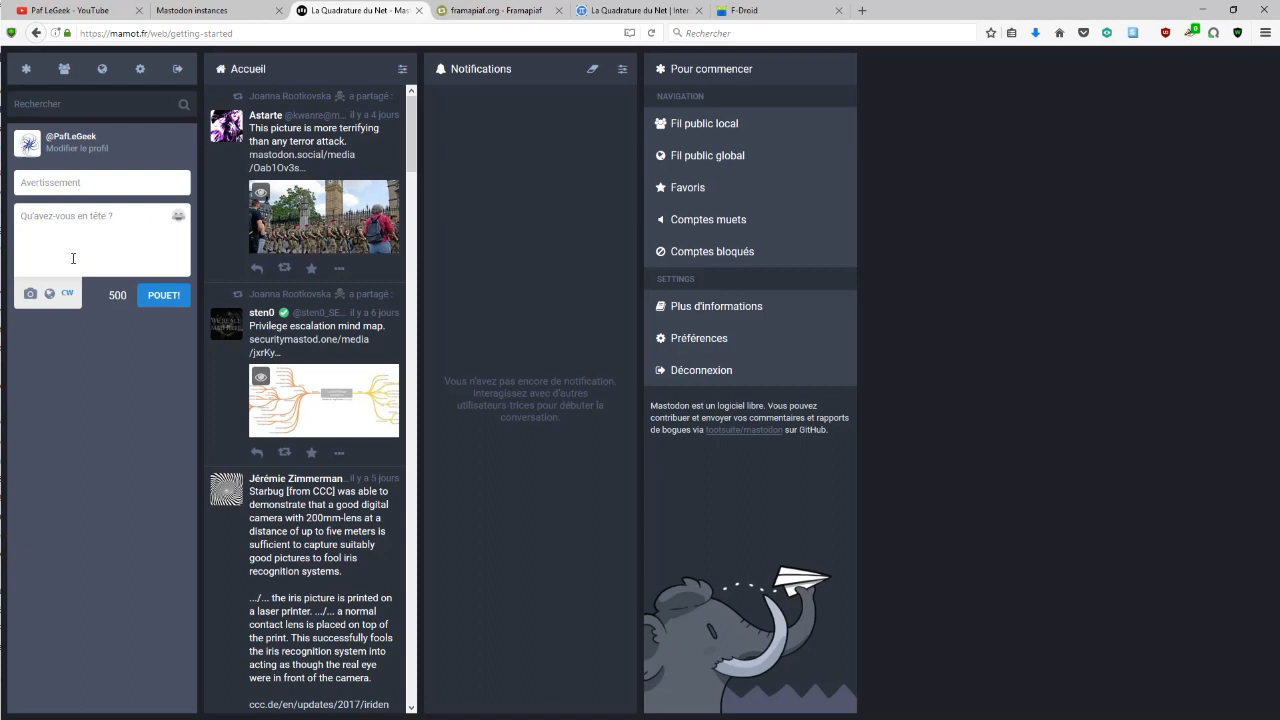 Paf LeGeek - YouTube
Mastodon instances
La Quadrature du Net - Mas
framapiaf.org - Framapiaf
La Quadrature du Net | Inter
F-Droid
https://mamot.fr/web/getting-started
Rechercher
0
Rechercher
@PafLeGeek
Modifier le profil
Avertissement
Qu'avez-vous en tête ?
CW
500
POUET!
Accueil
Joanna Rootkovska a partagé :
Astarte @kwanre@m... il y a 4 jours
This picture is more terrifying
than any terror attack.
mastodon.social/media
/Oab1Ov3s...
Joanna Rootkovska a partagé :
sten0 @sten0_SE... il y a 6 jours
Privilege escalation mind map.
securitymastod.one/media
/jxrKy...
Jérémie Zimmerman... il y a 5 jours
Starbug [from CCC] was able to
demonstrate that a good digital
camera with 200mm-lens at a
distance of up to five meters is
sufficient to capture suitably
good pictures to fool iris
recognition systems.
.../... the iris picture is printed on
a laser printer. .../... a normal
contact lens is placed on top of
the print. This successfully fools
the iris recognition system into
acting as though the real eye
were in front of the camera.
ccc.de/en/updates/2017/iriden
Notifications
Vous n'avez pas encore de notification.
Interagissez avec d'autres
utilisateurs·trices pour débuter la
conversation.
Pour commencer
NAVIGATION
Fil public local
Fil public global
Favoris
Comptes muets
Comptes bloqués
SETTINGS
Plus d'informations
Préférences
Déconnexion
Mastodon est un logiciel libre. Vous pouvez
contribuer et envoyer vos commentaires et rapports
de bogues via tootsuite/mastodon sur GitHub.